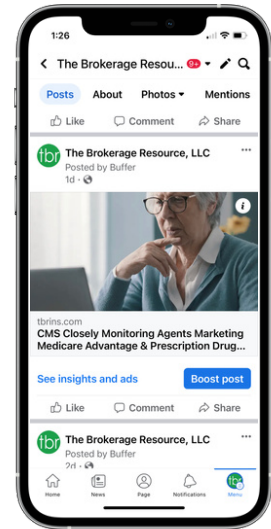 1:26
The Brokerage Resou... 9+
Posts About Photos Mentions
Like Comment Share
tbr The Brokerage Resource, LLC
Posted by Buffer
1d
i
tbrins.com
CMS Closely Monitoring Agents Marketing
Medicare Advantage & Prescription Drug...
See insights and ads Boost post
Like Comment Share
tbr The Brokerage Resource, LLC
Posted by Buffer
2d
Home News Page Notifications Menu
tbr